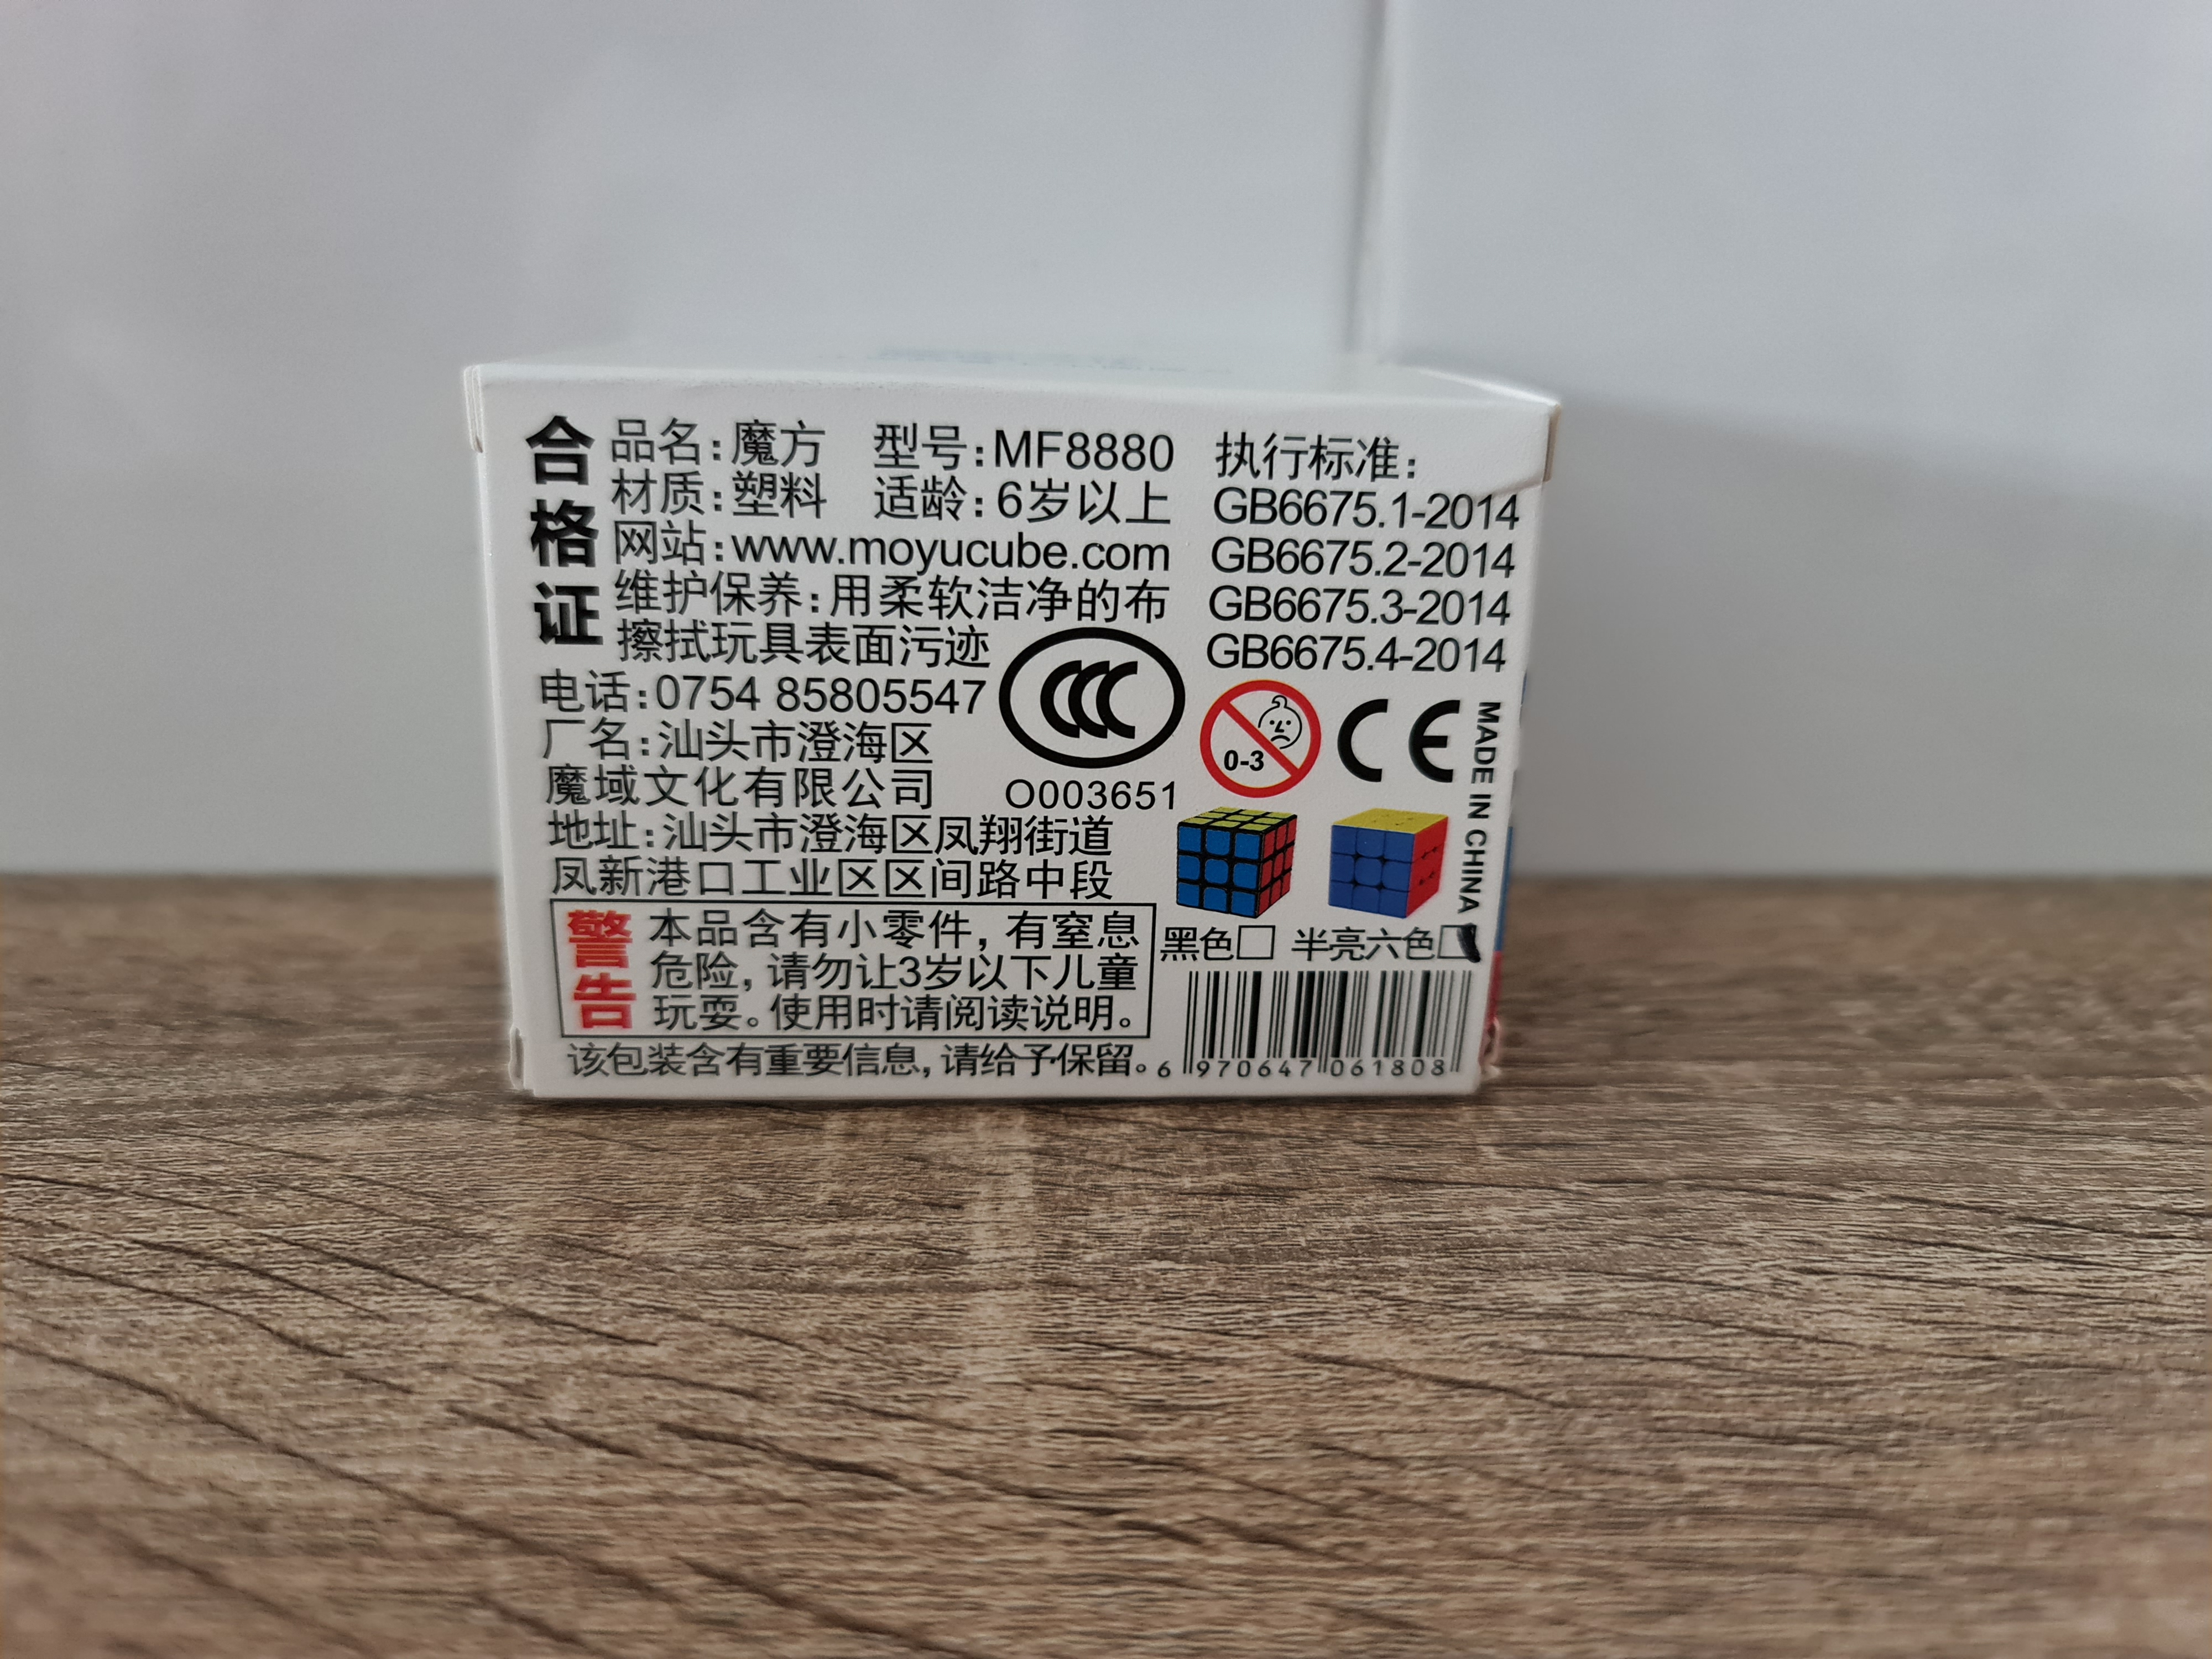 合格证
品名:魔方 型号:MF8880
材质:塑料 适龄:6岁以上
网站:www.moyucube.com
维护保养:用柔软洁净的布
擦拭玩具表面污迹
电话:0754 85805547
厂名:汕头市澄海区
魔域文化有限公司
地址:汕头市澄海区凤翔街道
凤新港口工业区区间路中段
CCC
O003651
执行标准:
GB6675.1-2014
GB6675.2-2014
GB6675.3-2014
GB6675.4-2014
0-3
CE
MADE IN CHINA
黑色□ 半亮六色□
警告
本品含有小零件,有窒息
危险,请勿让3岁以下儿童
玩耍。使用时请阅读说明。
该包装含有重要信息,请给予保留。
6 970647 061808